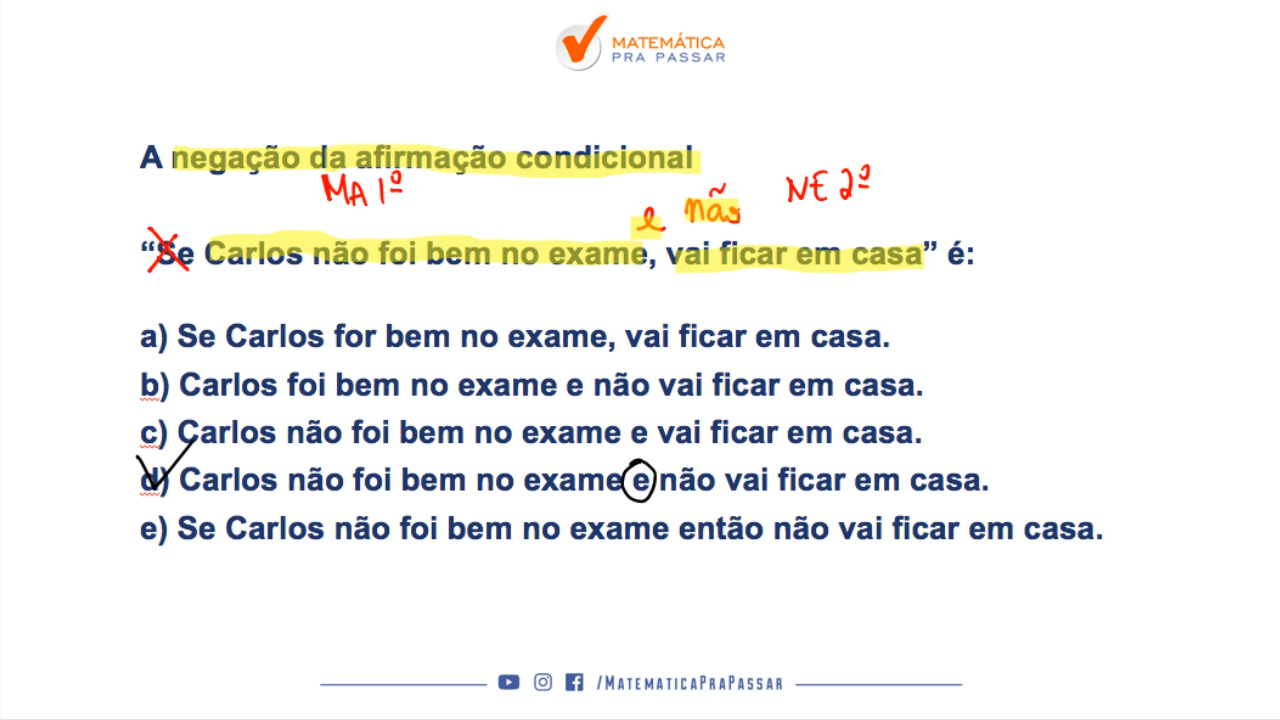 MATEMÁTICA
PRA PASSAR
A negação da afirmação condicional
MA 1º NE 2º
e não
“Se Carlos não foi bem no exame, vai ficar em casa” é:
a) Se Carlos for bem no exame, vai ficar em casa.
b) Carlos foi bem no exame e não vai ficar em casa.
c) Carlos não foi bem no exame e vai ficar em casa.
d) Carlos não foi bem no exame e não vai ficar em casa.
e) Se Carlos não foi bem no exame então não vai ficar em casa.
/MATEMATICAPRAPASSAR